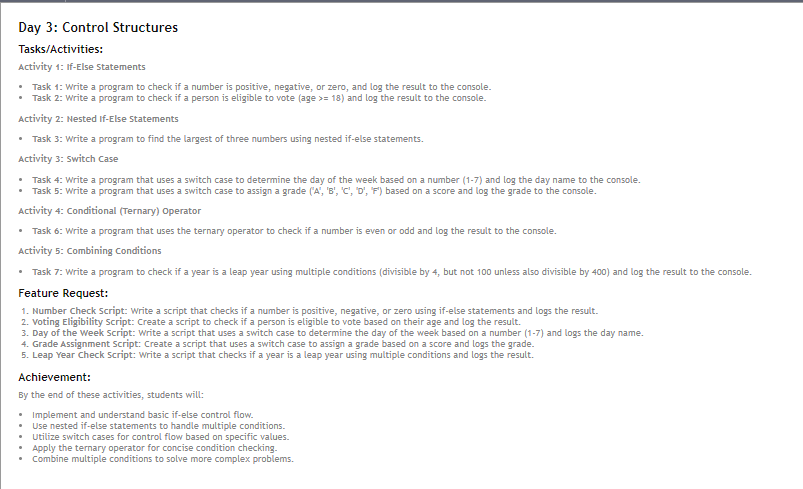 Day 3: Control Structures
Tasks/Activities:
Activity 1: If-Else Statements
• Task 1: Write a program to check if a number is positive, negative, or zero, and log the result to the console.
• Task 2: Write a program to check if a person is eligible to vote (age >= 18) and log the result to the console.
Activity 2: Nested If-Else Statements
• Task 3: Write a program to find the largest of three numbers using nested if-else statements.
Activity 3: Switch Case
• Task 4: Write a program that uses a switch case to determine the day of the week based on a number (1-7) and log the day name to the console.
• Task 5: Write a program that uses a switch case to assign a grade ('A', 'B', 'C', 'D', 'F') based on a score and log the grade to the console.
Activity 4: Conditional (Ternary) Operator
• Task 6: Write a program that uses the ternary operator to check if a number is even or odd and log the result to the console.
Activity 5: Combining Conditions
• Task 7: Write a program to check if a year is a leap year using multiple conditions (divisible by 4, but not 100 unless also divisible by 400) and log the result to the console.
Feature Request:
1. Number Check Script: Write a script that checks if a number is positive, negative, or zero using if-else statements and logs the result.
2. Voting Eligibility Script: Create a script to check if a person is eligible to vote based on their age and log the result.
3. Day of the Week Script: Write a script that uses a switch case to determine the day of the week based on a number (1-7) and logs the day name.
4. Grade Assignment Script: Create a script that uses a switch case to assign a grade based on a score and logs the grade.
5. Leap Year Check Script: Write a script that checks if a year is a leap year using multiple conditions and logs the result.
Achievement:
By the end of these activities, students will:
• Implement and understand basic if-else control flow.
• Use nested if-else statements to handle multiple conditions.
• Utilize switch cases for control flow based on specific values.
• Apply the ternary operator for concise condition checking.
• Combine multiple conditions to solve more complex problems.